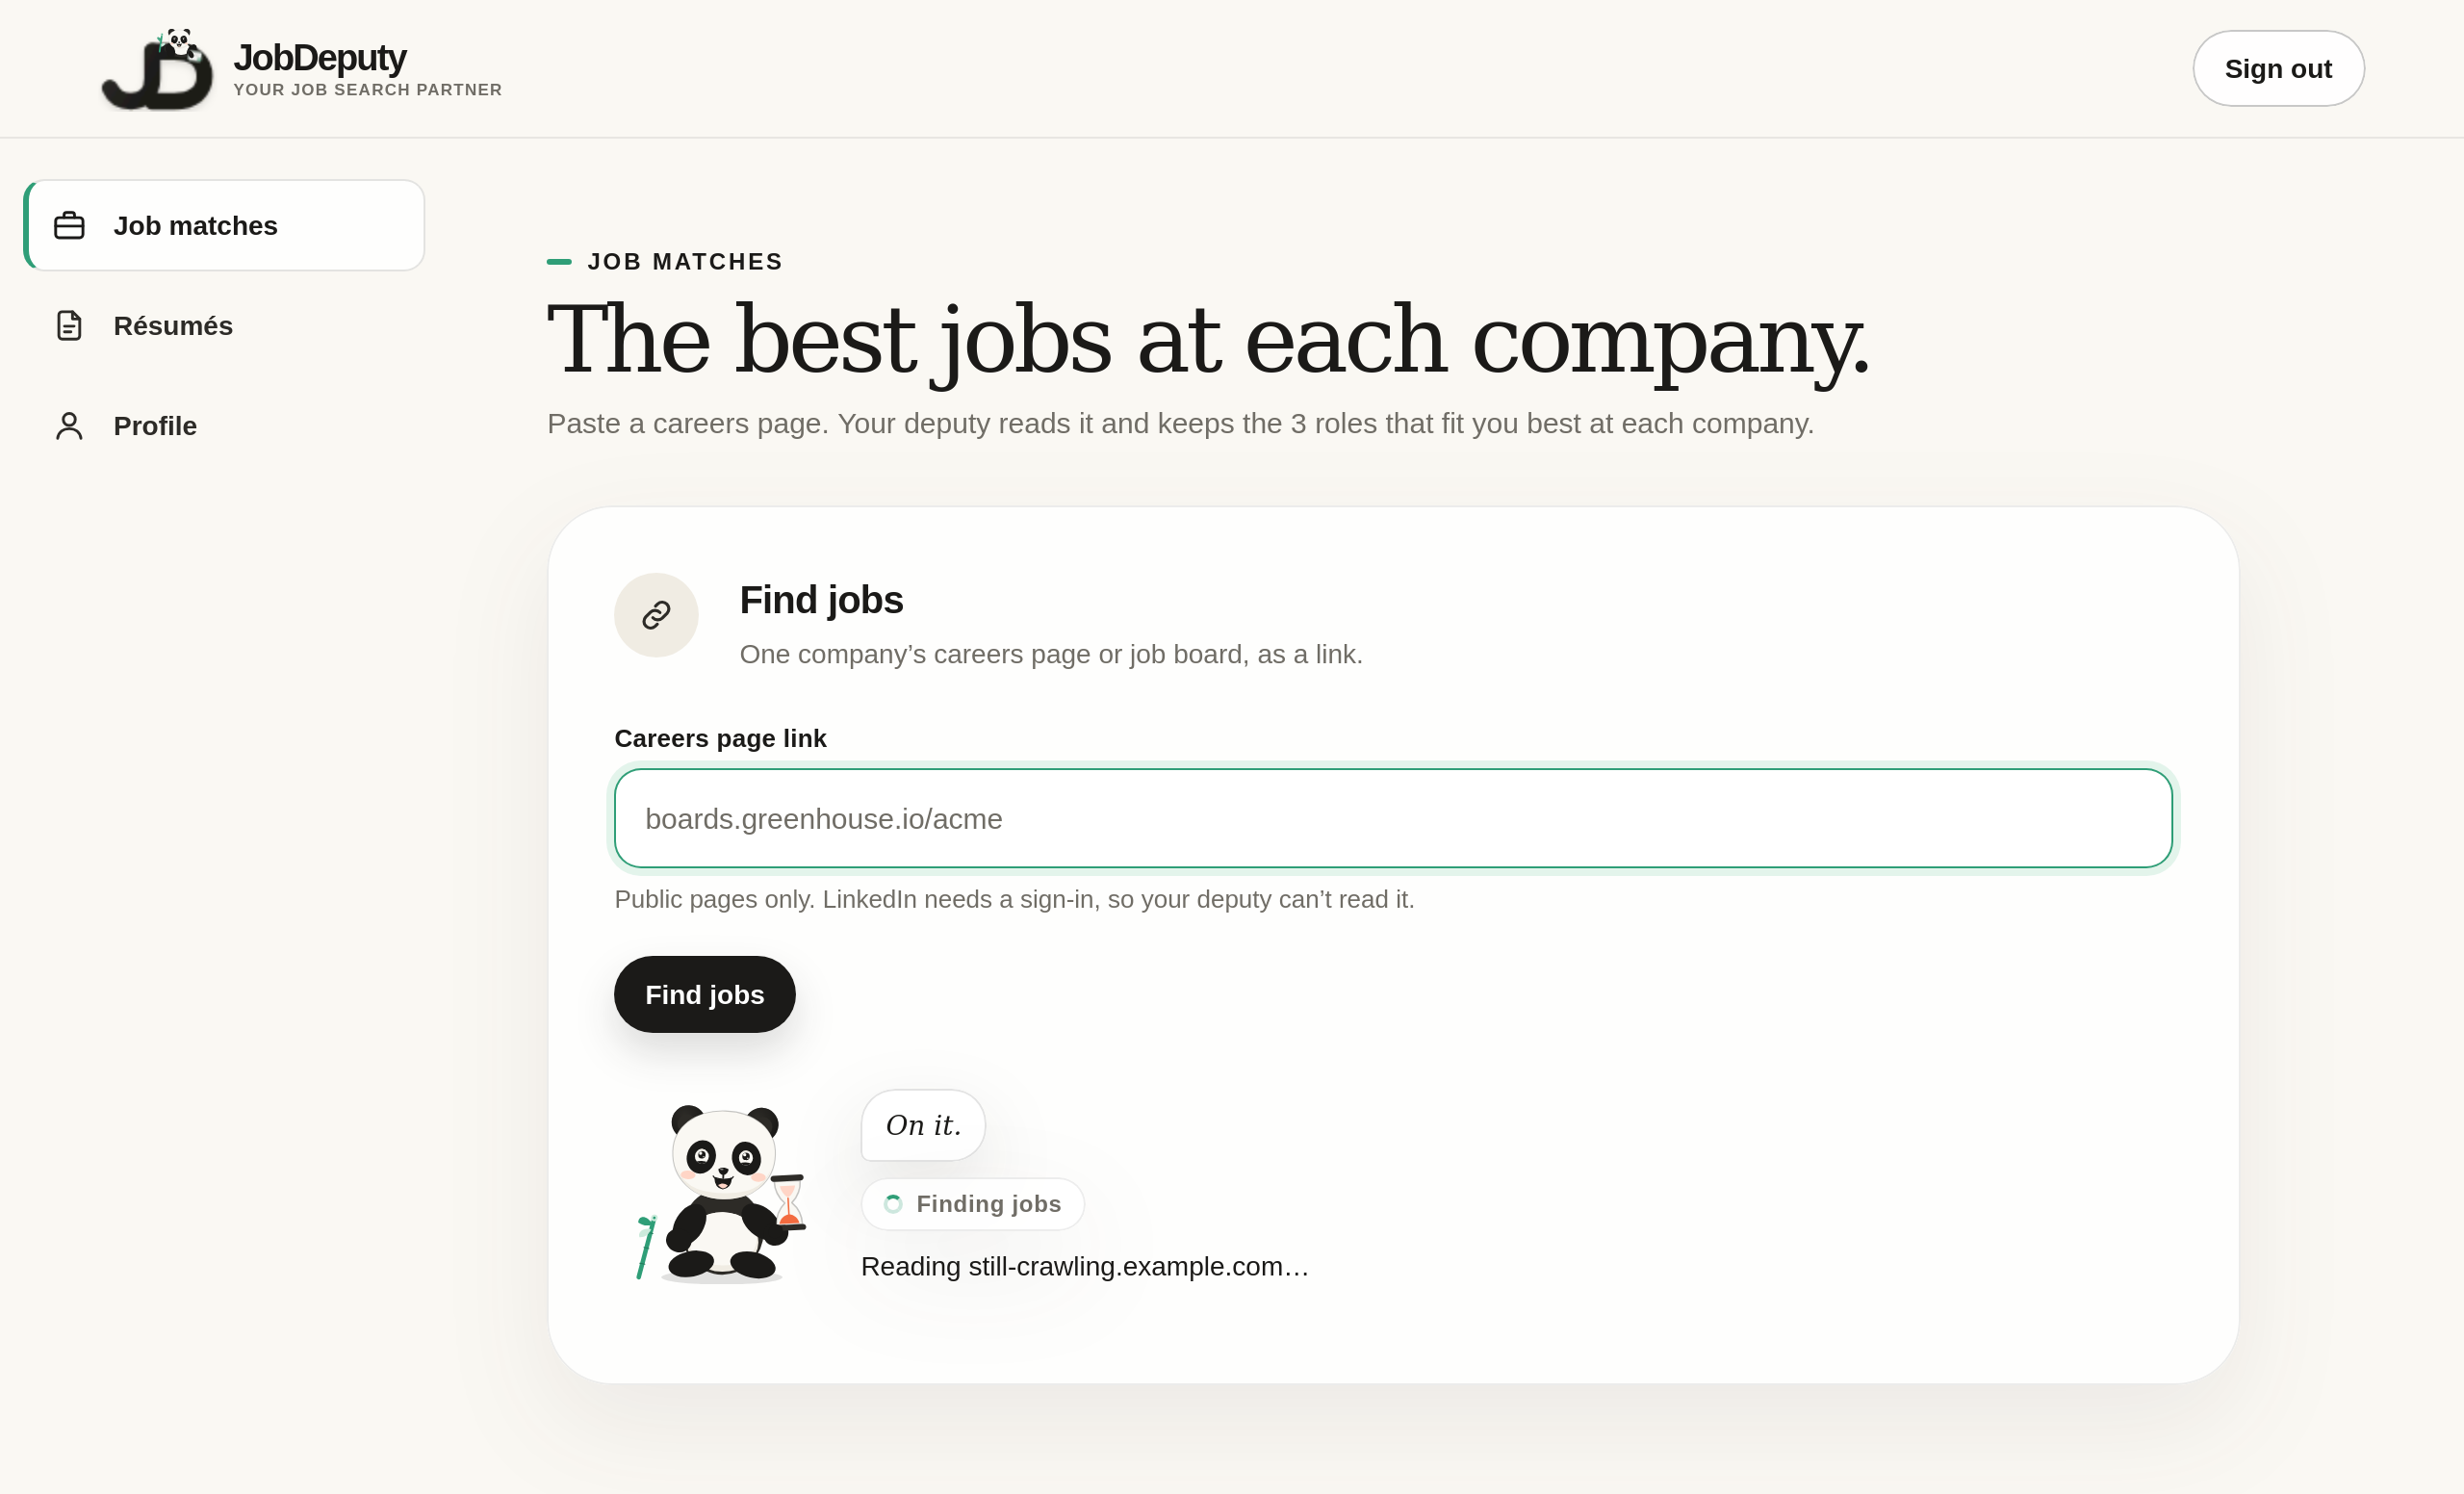 JobDeputy
YOUR JOB SEARCH PARTNER
Sign out
Job matches
Résumés
Profile
JOB MATCHES
The best jobs at each company.
Paste a careers page. Your deputy reads it and keeps the 3 roles that fit you best at each company.
Find jobs
One company’s careers page or job board, as a link.
Careers page link
boards.greenhouse.io/acme
Public pages only. LinkedIn needs a sign-in, so your deputy can’t read it.
Find jobs
On it.
Finding jobs
Reading still-crawling.example.com…